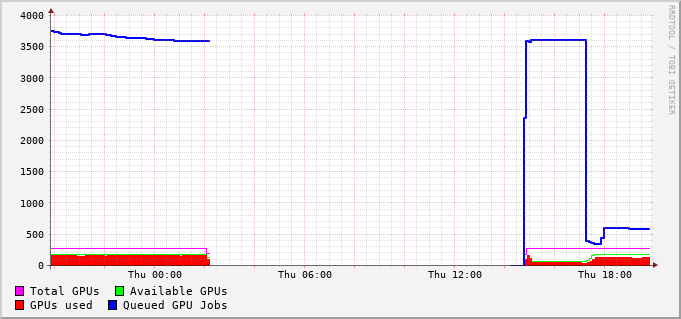 4000
3500
3000
2500
2000
1500
1000
500
0
Thu 00:00 Thu 06:00 Thu 12:00 Thu 18:00
Total GPUs Available GPUs
GPUs used Queued GPU Jobs
RRDTOOL / TOBI OETIKER